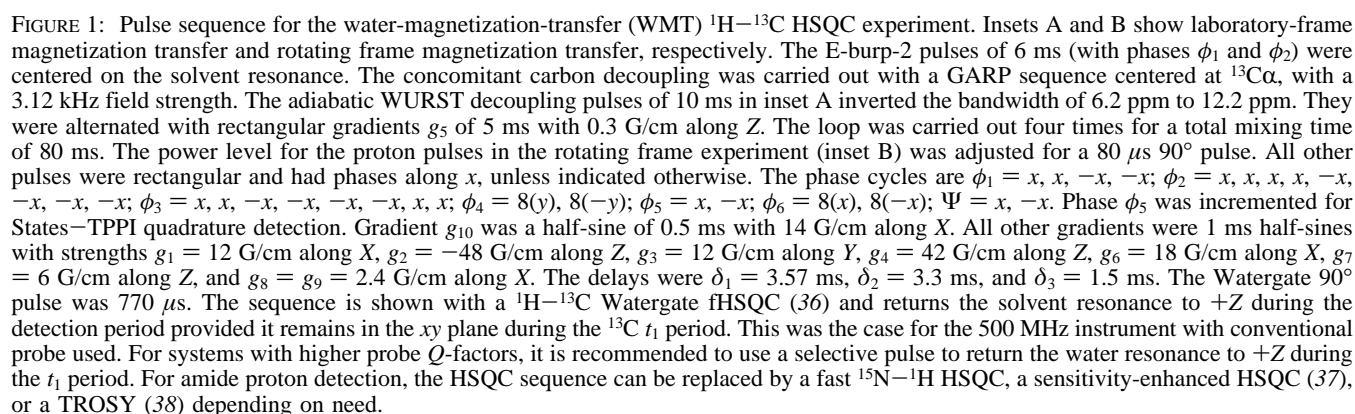 FIGURE 1: Pulse sequence for the water-magnetization-transfer (WMT) ¹H−¹³C HSQC experiment. Insets A and B show laboratory-frame
magnetization transfer and rotating frame magnetization transfer, respectively. The E-burp-2 pulses of 6 ms (with phases ϕ₁ and ϕ₂) were
centered on the solvent resonance. The concomitant carbon decoupling was carried out with a GARP sequence centered at ¹³Cα, with a
3.12 kHz field strength. The adiabatic WURST decoupling pulses of 10 ms in inset A inverted the bandwidth of 6.2 ppm to 12.2 ppm. They
were alternated with rectangular gradients g₅ of 5 ms with 0.3 G/cm along Z. The loop was carried out four times for a total mixing time
of 80 ms. The power level for the proton pulses in the rotating frame experiment (inset B) was adjusted for a 80 μs 90° pulse. All other
pulses were rectangular and had phases along x, unless indicated otherwise. The phase cycles are ϕ₁ = x, x, −x, −x; ϕ₂ = x, x, x, x, −x,
−x, −x, −x; ϕ₃ = x, x, −x, −x, −x, −x, x, x; ϕ₄ = 8(y), 8(−y); ϕ₅ = x, −x; ϕ₆ = 8(x), 8(−x); Ψ = x, −x. Phase ϕ₅ was incremented for
States−TPPI quadrature detection. Gradient g₁₀ was a half-sine of 0.5 ms with 14 G/cm along X. All other gradients were 1 ms half-sines
with strengths g₁ = 12 G/cm along X, g₂ = −48 G/cm along Z, g₃ = 12 G/cm along Y, g₄ = 42 G/cm along Z, g₆ = 18 G/cm along X, g₇
= 6 G/cm along Z, and g₈ = g₉ = 2.4 G/cm along X. The delays were δ₁ = 3.57 ms, δ₂ = 3.3 ms, and δ₃ = 1.5 ms. The Watergate 90°
pulse was 770 μs. The sequence is shown with a ¹H−¹³C Watergate fHSQC (36) and returns the solvent resonance to +Z during the
detection period provided it remains in the xy plane during the ¹³C t₁ period. This was the case for the 500 MHz instrument with conventional
probe used. For systems with higher probe Q-factors, it is recommended to use a selective pulse to return the water resonance to +Z during
the t₁ period. For amide proton detection, the HSQC sequence can be replaced by a fast ¹⁵N−¹H HSQC, a sensitivity-enhanced HSQC (37),
or a TROSY (38) depending on need.